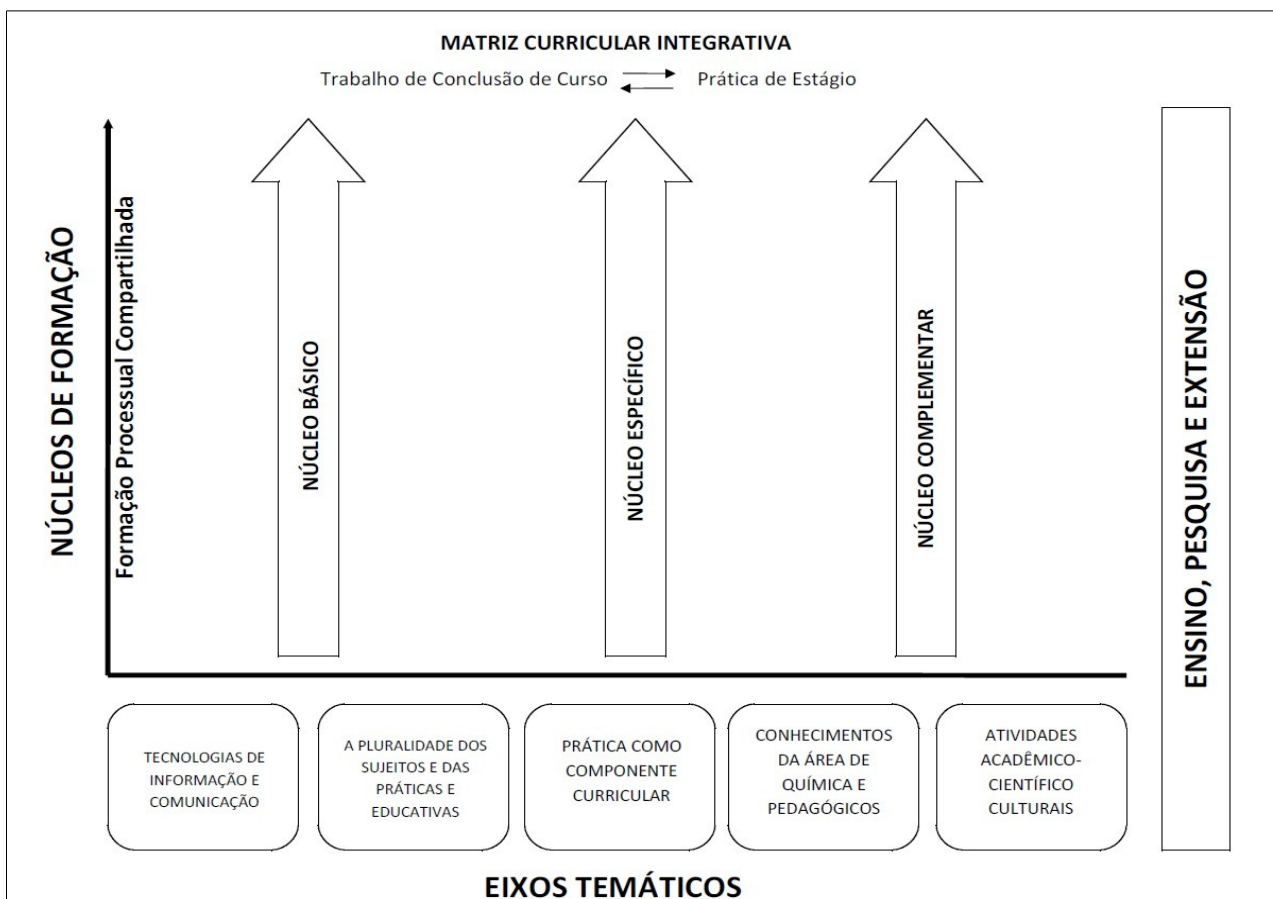 MATRIZ CURRICULAR INTEGRATIVA
Trabalho de Conclusão de Curso
Prática de Estágio
NÚCLEOS DE FORMAÇÃO
Formação Processual Compartilhada
NÚCLEO BÁSICO
NÚCLEO ESPECÍFICO
NÚCLEO COMPLEMENTAR
ENSINO, PESQUISA E EXTENSÃO
TECNOLOGIAS DE
INFORMAÇÃO E
COMUNICAÇÃO
A PLURALIDADE DOS
SUJEITOS E DAS
PRÁTICAS E
EDUCATIVAS
PRÁTICA COMO
COMPONENTE
CURRICULAR
CONHECIMENTOS
DA ÁREA DE
QUÍMICA E
PEDAGÓGICOS
ATIVIDADES
ACADÊMICO-
CIENTÍFICO
CULTURAIS
EIXOS TEMÁTICOS